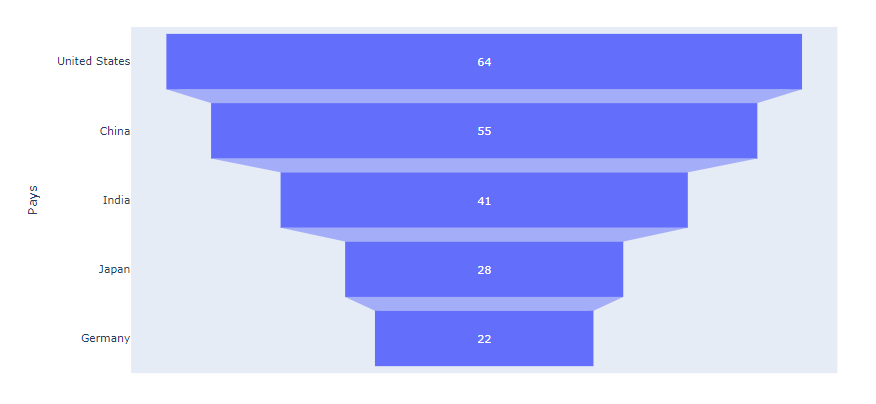 United States 64
China 55
Pays
India 41
Japan 28
Germany 22